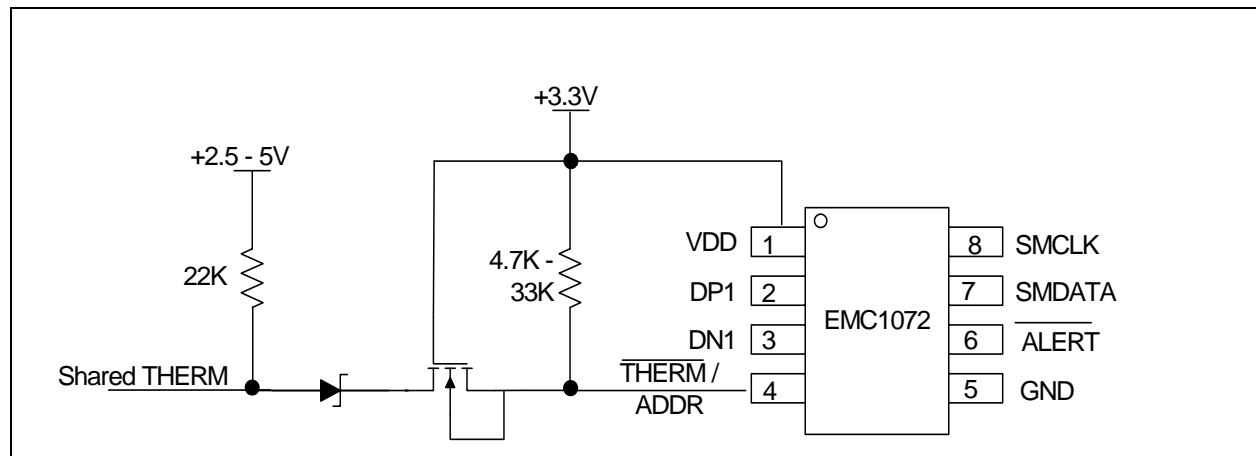 +3.3V
+2.5 - 5V
22K
4.7K -
33K
Shared THERM
THERM /
ADDR
VDD 1
DP1 2
DN1 3
4
EMC1072
8 SMCLK
7 SMDATA
6 ALERT
5 GND